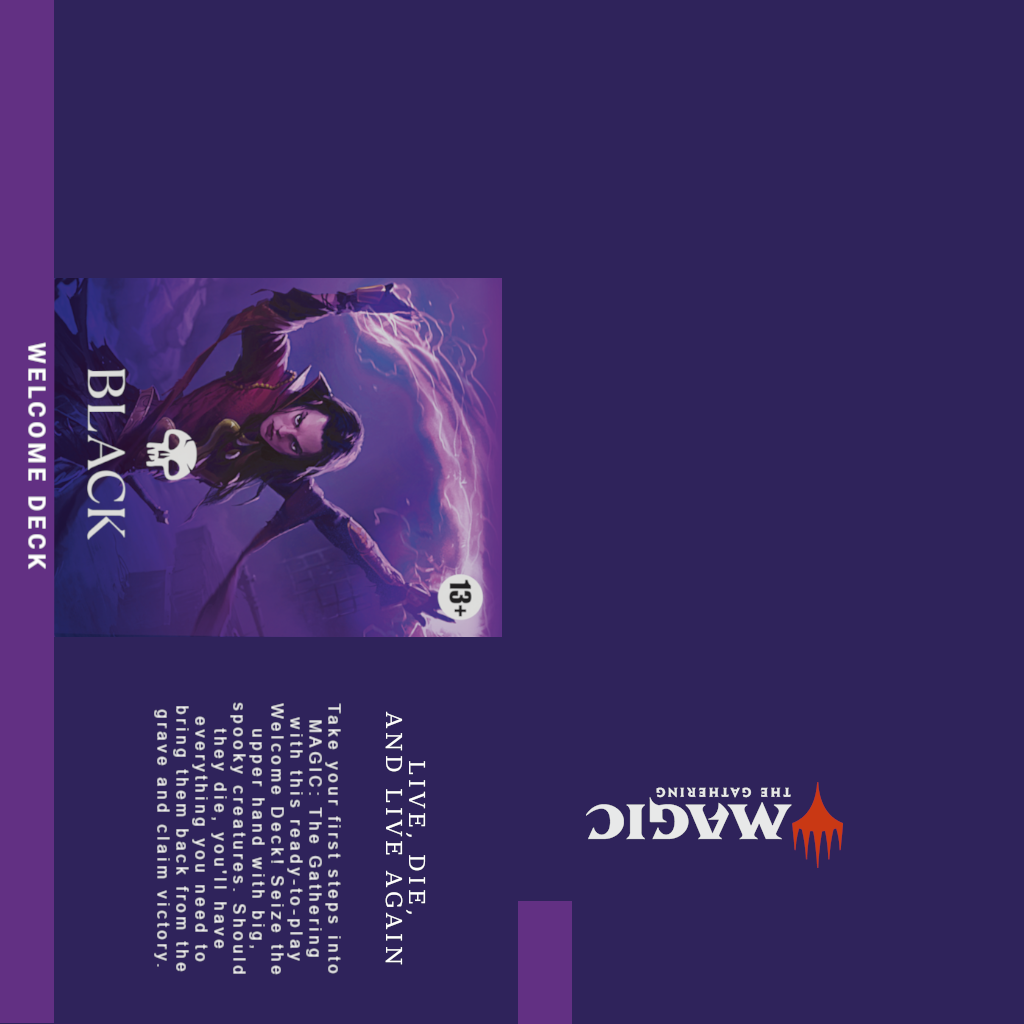 WELCOME DECK
BLACK
13+
LIVE, DIE,
AND LIVE AGAIN
Take your first steps into
MAGIC: The Gathering
with this ready-to-play
Welcome Deck! Seize the
upper hand with big,
spooky creatures. Should
they die, you'll have
everything you need to
bring them back from the
grave and claim victory.
MAGIC
THE GATHERING